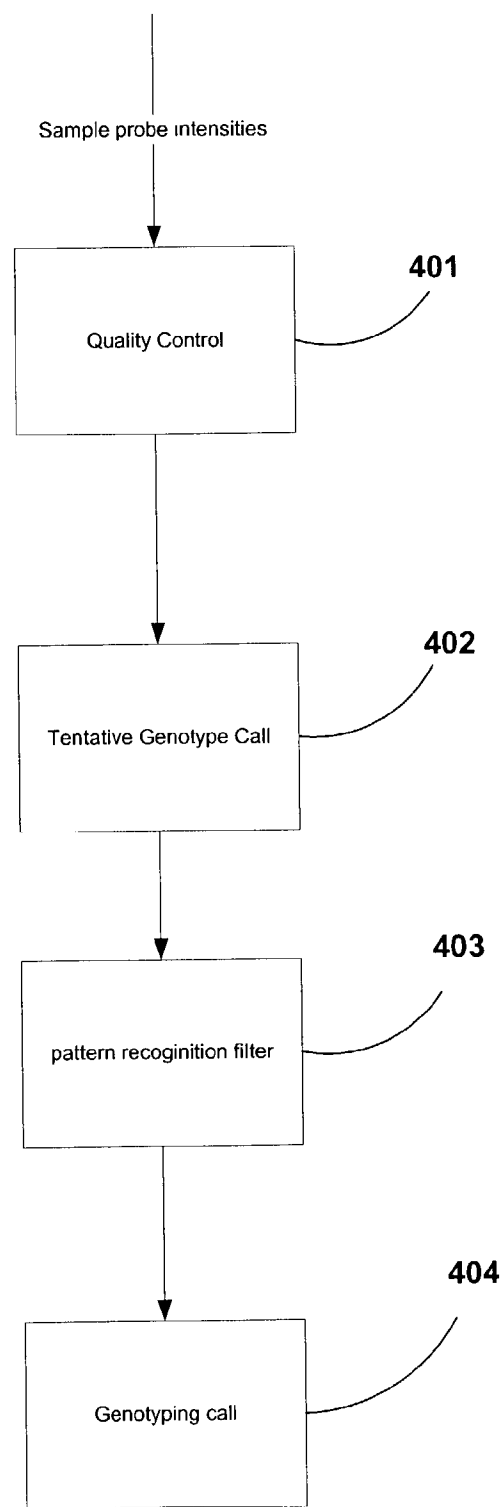 Sample probe intensities
401
Quality Control
402
Tentative Genotype Call
403
pattern recoginition filter
404
Genotyping call